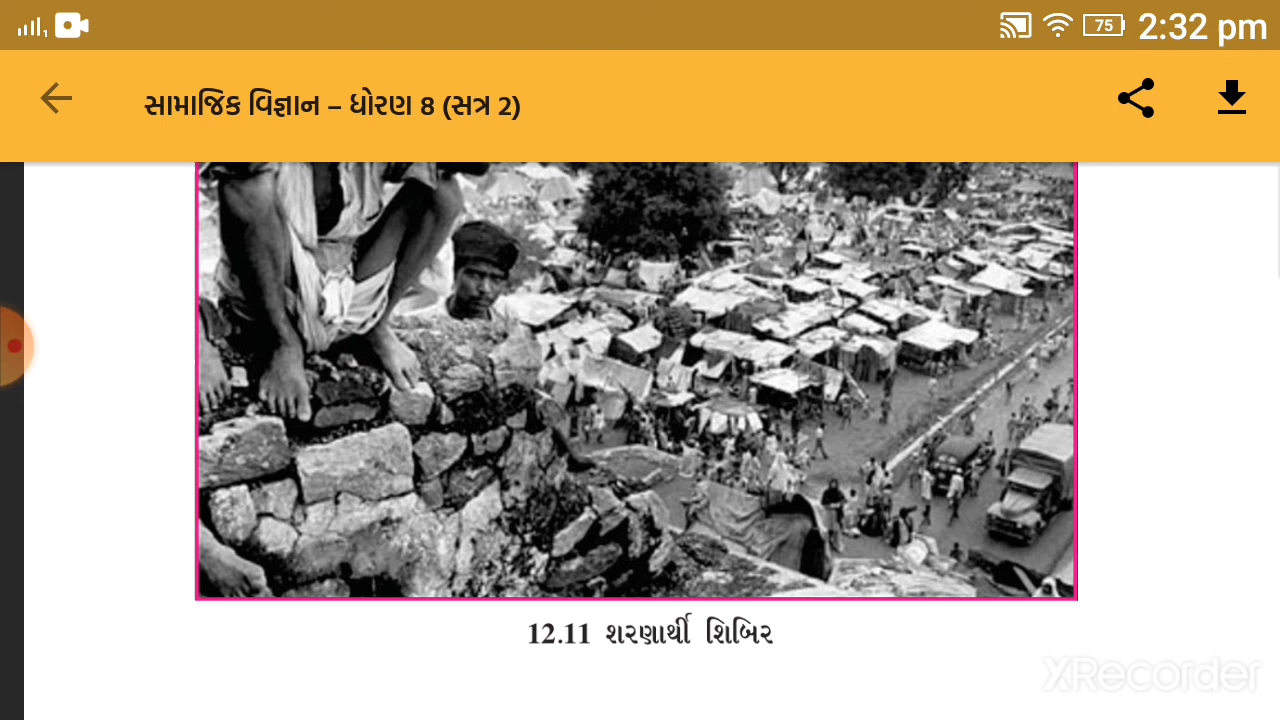 75 2:32 pm
સામાજિક વિજ્ઞાન – ધોરણ 8 (સત્ર 2)
12.11 શરણાર્થી શિબિર
XRecorder